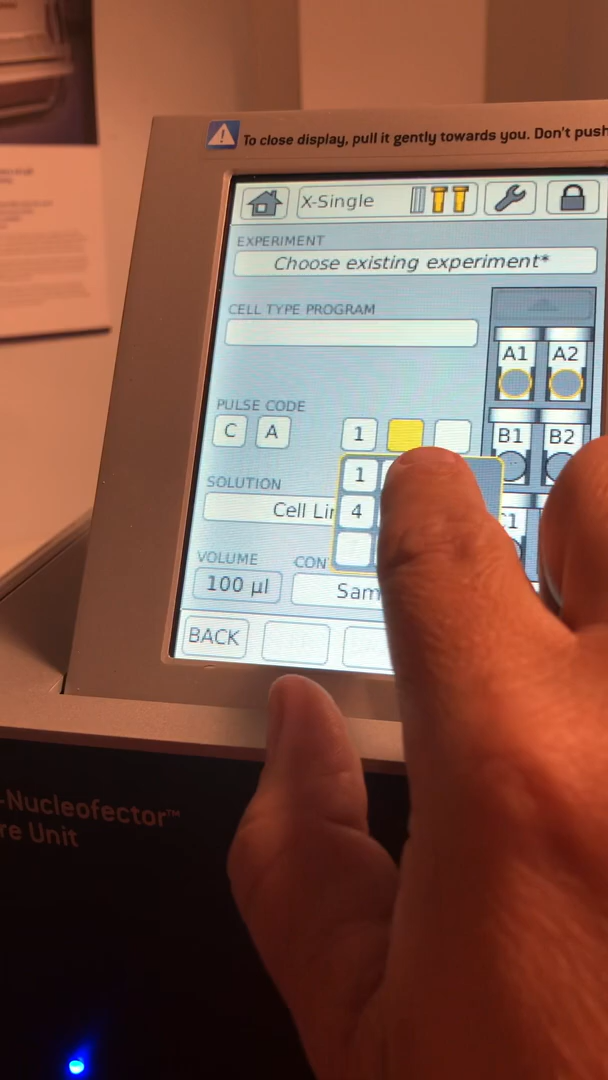 To close display, pull it gently towards you. Don't push
X-Single
EXPERIMENT
Choose existing experiment*
CELL TYPE PROGRAM
A1 A2
PULSE CODE
C A 1
B1 B2
1
SOLUTION
4
Cell Lin
C1
VOLUME CON
100 µl Sam
BACK
-Nucleofector™
re Unit